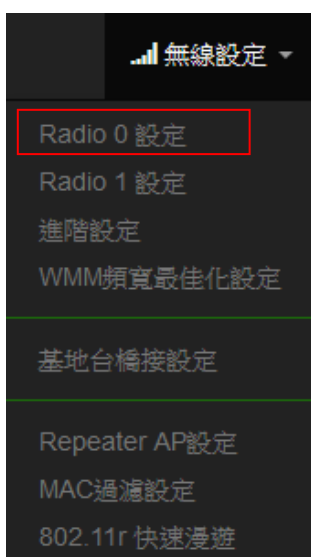 無線設定
Radio 0 設定
Radio 1 設定
進階設定
WMM頻寬最佳化設定
基地台橋接設定
Repeater AP設定
MAC過濾設定
802.11r 快速漫遊